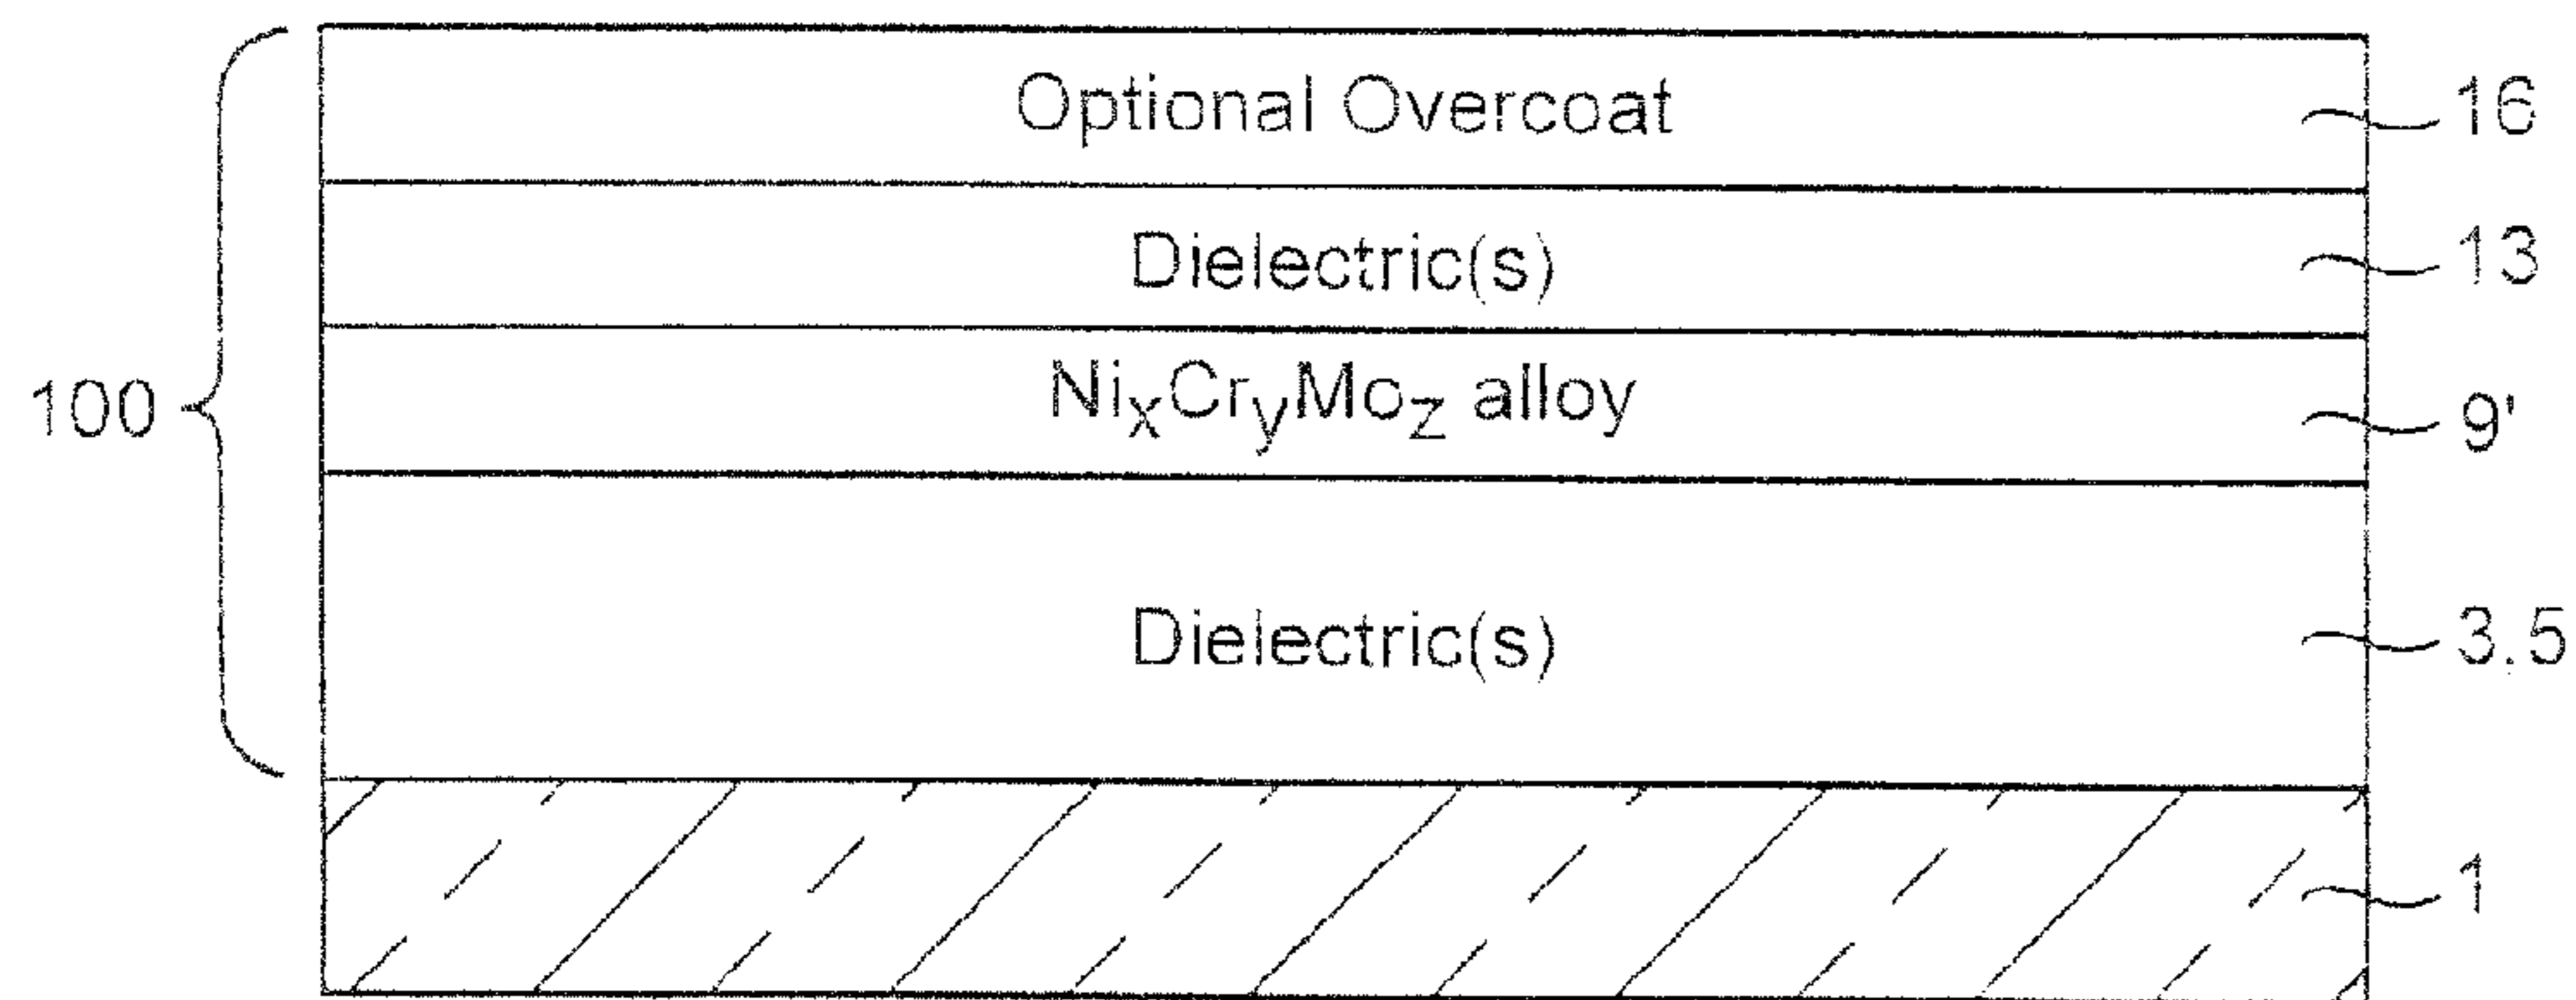 Optional Overcoat 16
Dielectric(s) 13
NixCryMoz alloy 9'
100
Dielectric(s) 3.5
1